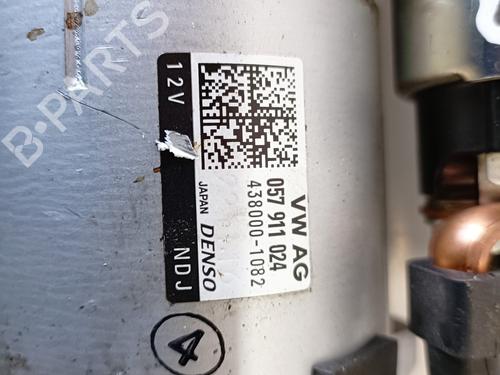 B-PARTS
12V
NDJ
VW AG
057 911 024
438000-1082
JAPAN DENSO
4